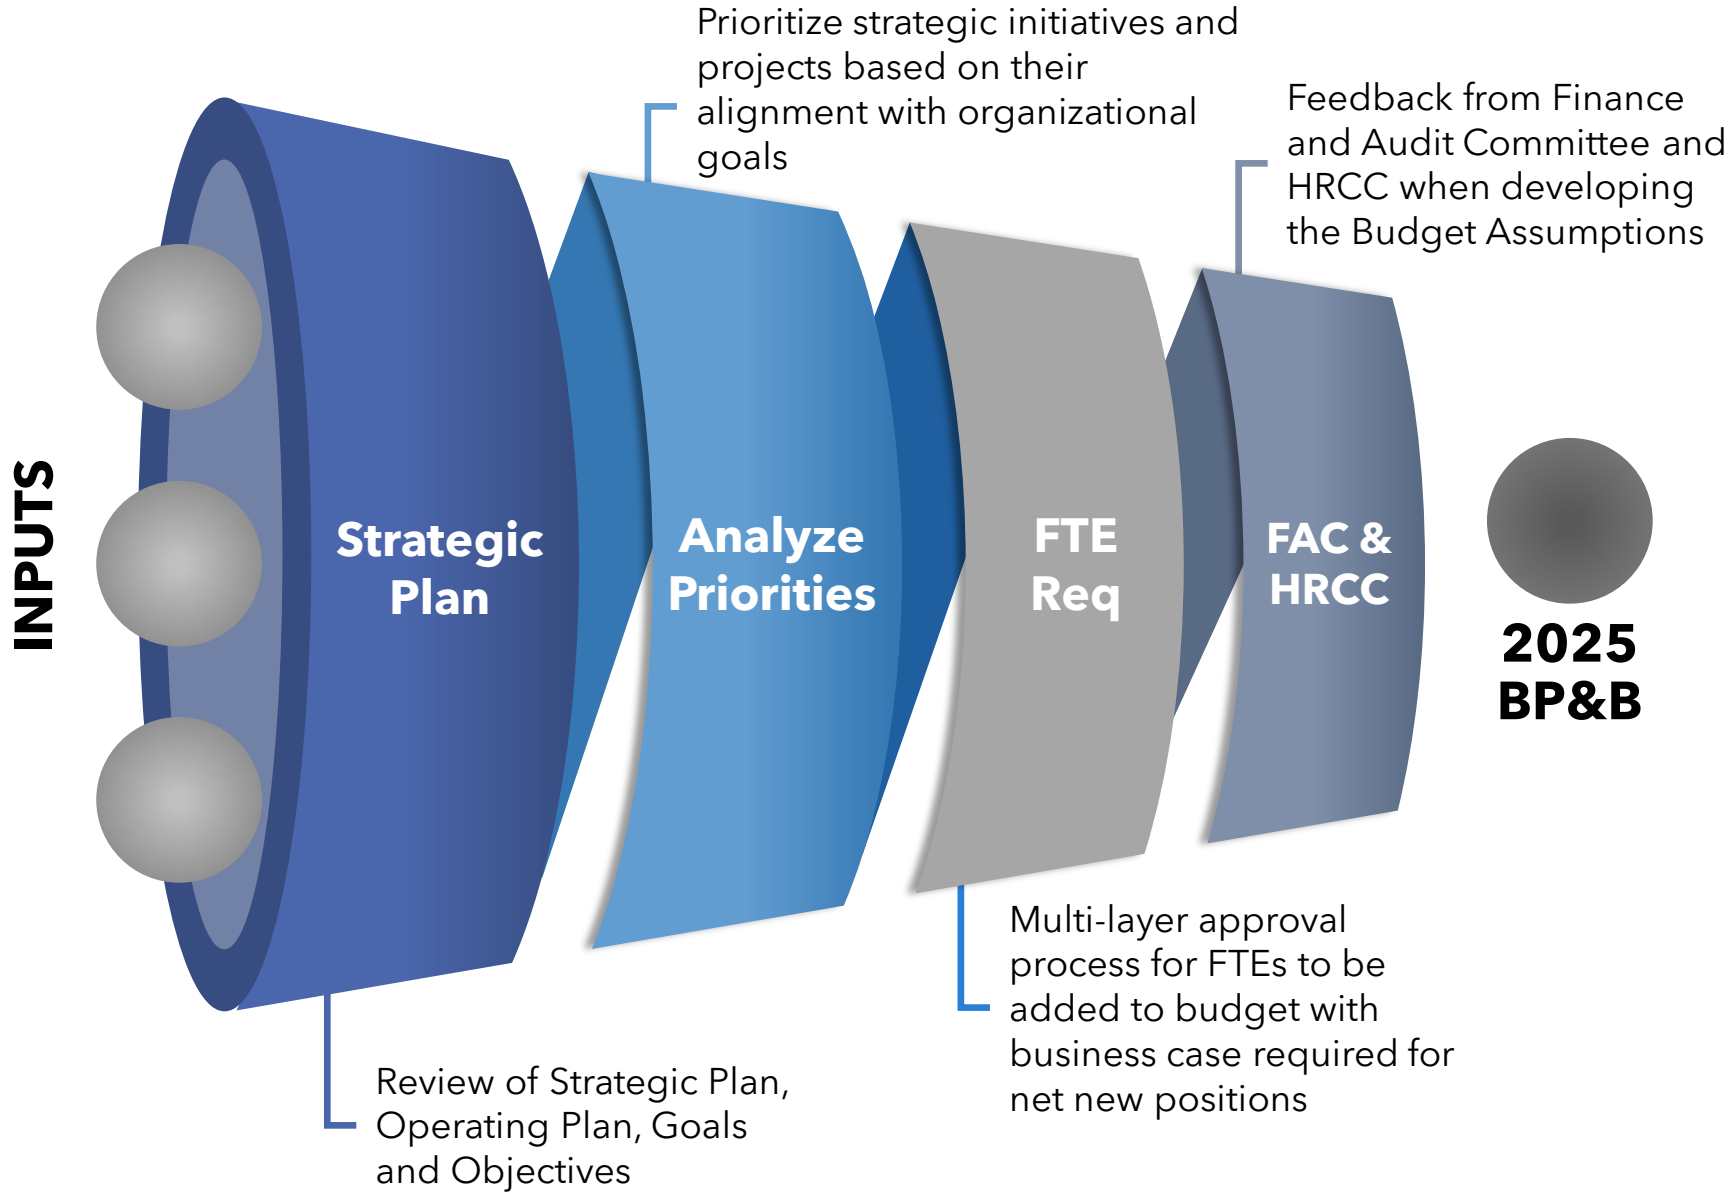 INPUTS
Strategic
Plan
Review of Strategic Plan,
Operating Plan, Goals
and Objectives
Analyze
Priorities
Prioritize strategic initiatives and
projects based on their
alignment with organizational
goals
FTE
Req
Multi-layer approval
process for FTEs to be
added to budget with
business case required for
net new positions
FAC &
HRCC
Feedback from Finance
and Audit Committee and
HRCC when developing
the Budget Assumptions
2025
BP&B